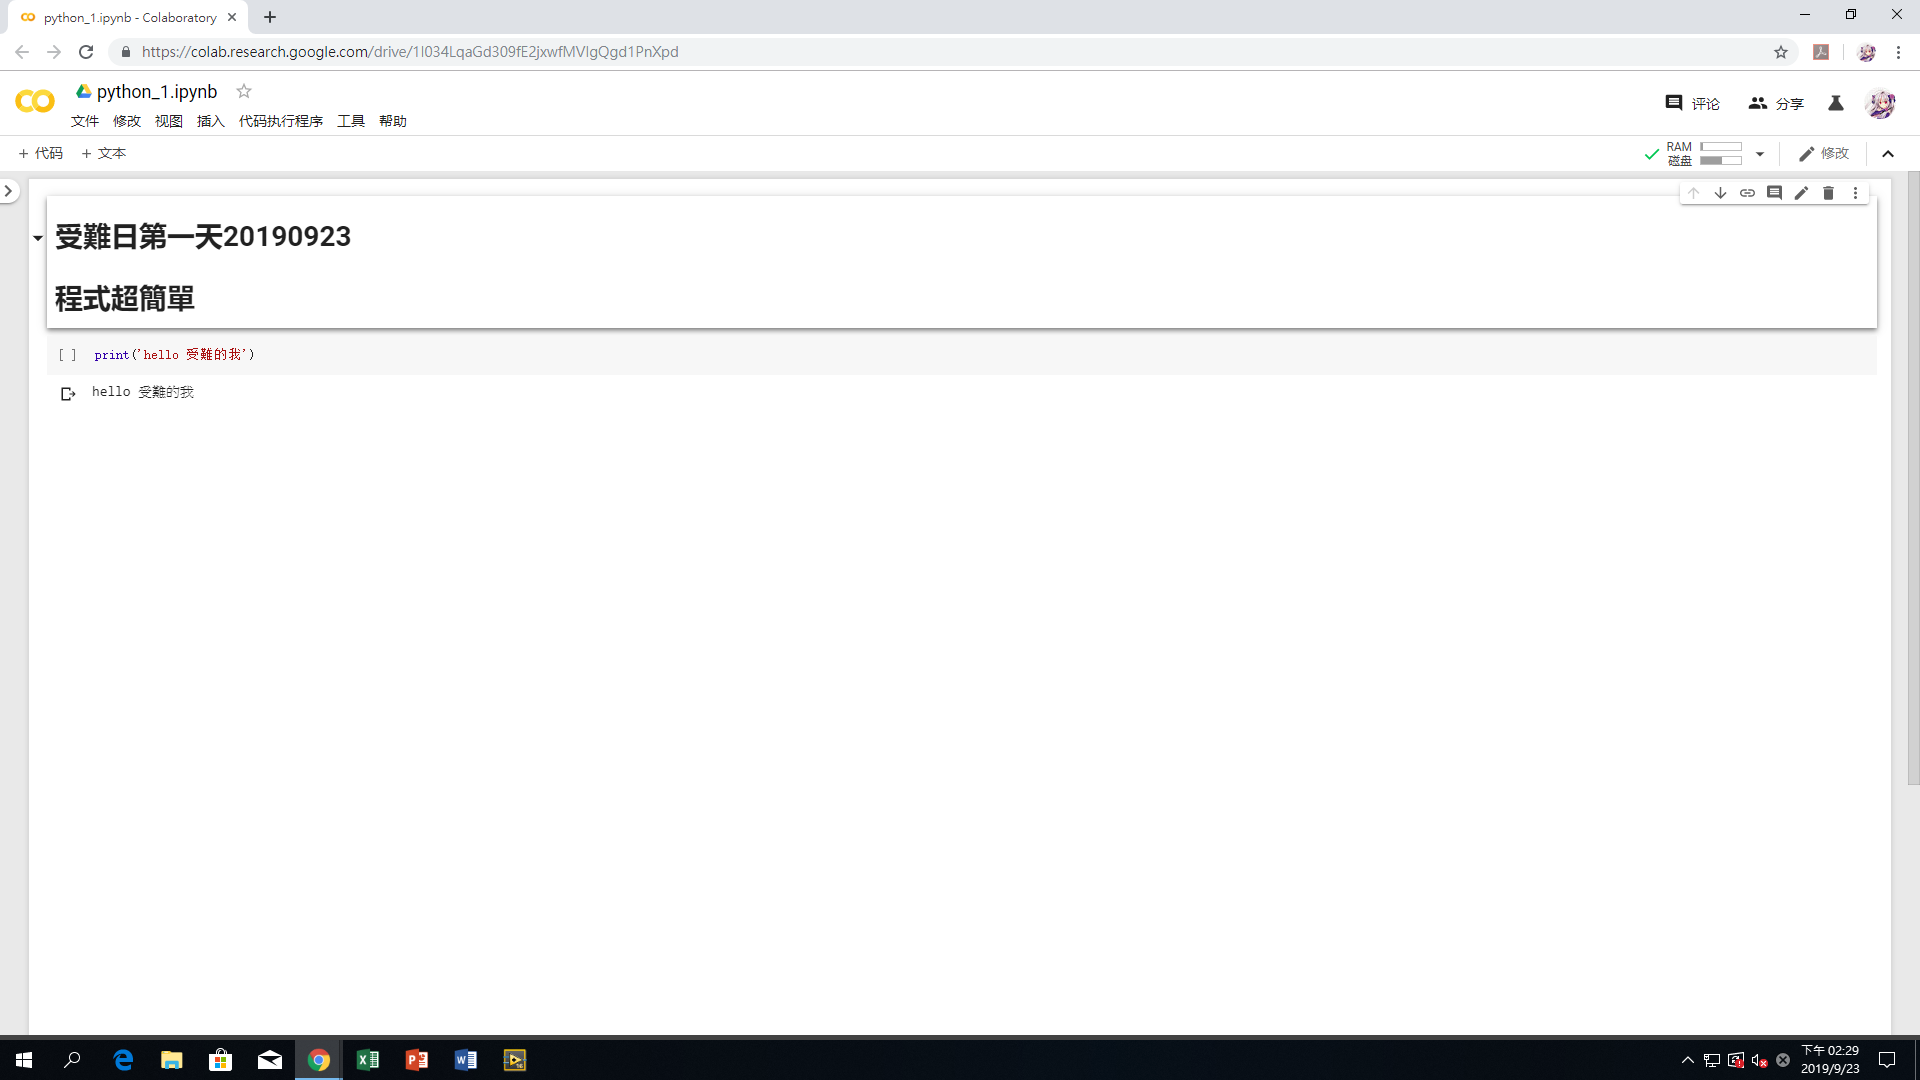 python_1.ipynb - Colaboratory
https://colab.research.google.com/drive/1I034LqaGd309fE2jxwfMVIgQgd1PnXpd
python_1.ipynb
评论 分享
文件 修改 视图 插入 代码执行程序 工具 帮助
+ 代码 + 文本
RAM
磁盘
修改
受難日第一天20190923
程式超簡單
[ ] print('hello 受難的我')
hello 受難的我
下午 02:29
2019/9/23